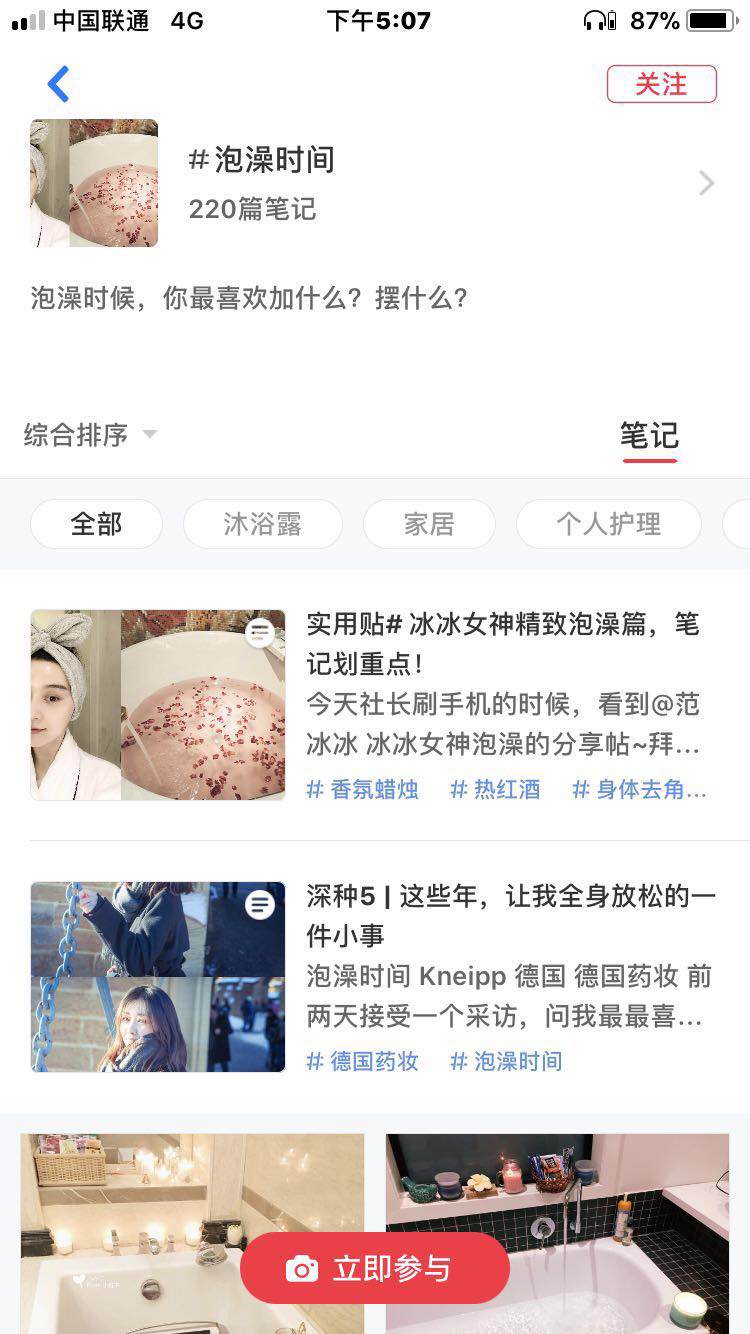 中国联通 4G 下午5:07 87%
关注
#泡澡时间
220篇笔记
泡澡时候，你最喜欢加什么？摆什么？
综合排序 笔记
全部 沐浴露 家居 个人护理
实用贴# 冰冰女神精致泡澡篇，笔
记划重点！
今天社长刷手机的时候，看到@范
冰冰 冰冰女神泡澡的分享帖~拜...
# 香氛蜡烛 # 热红酒 # 身体去角...
深种5 | 这些年，让我全身放松的一
件小事
泡澡时间 Kneipp 德国 德国药妆 前
两天接受一个采访，问我最最喜...
# 德国药妆 # 泡澡时间
立即参与